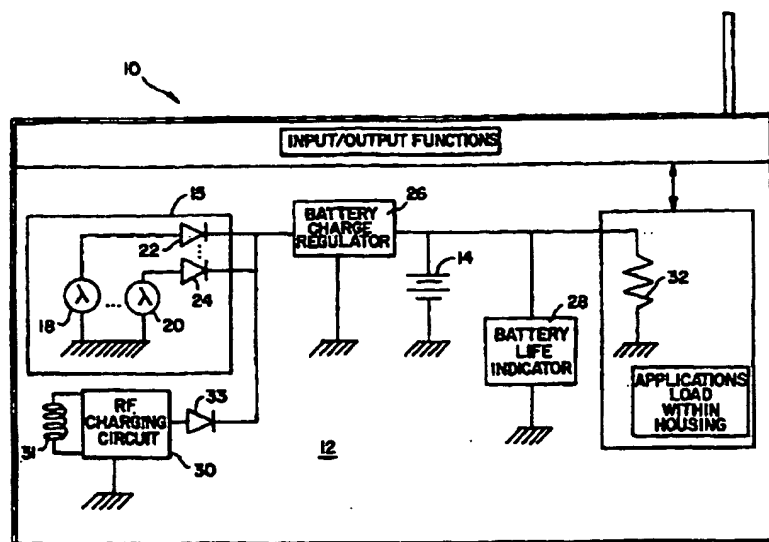 10
INPUT/OUTPUT FUNCTIONS
15
22
24
λ ... λ
18
20
BATTERY
CHARGE
REGULATOR
26
14
28
BATTERY
LIFE
INDICATOR
32
APPLICATIONS
LOAD
WITHIN
HOUSING
31
R.F.
CHARGING
CIRCUIT
33
30
12